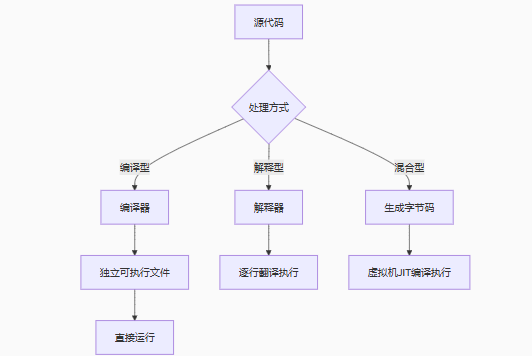 源代码
处理方式
编译型
解释型
混合型
编译器
解释器
生成字节码
独立可执行文件
逐行翻译执行
虚拟机JIT编译执行
直接运行